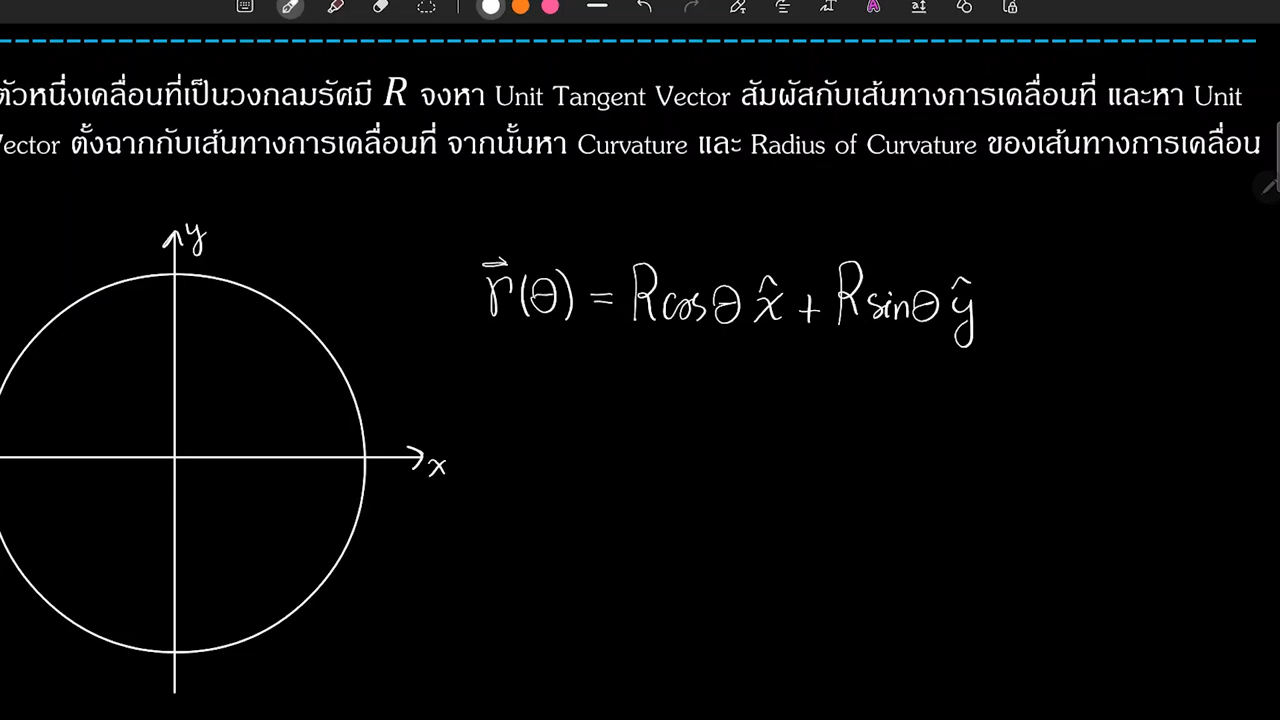 ตัวหนึ่งเคลื่อนที่เป็นวงกลมรัศมี R จงหา Unit Tangent Vector สัมผัสกับเส้นทางการเคลื่อนที่ และหา Unit
Vector ตั้งฉากกับเส้นทางการเคลื่อนที่ จากนั้นหา Curvature และ Radius of Curvature ของเส้นทางการเคลื่อน
y
r⃗(θ) = Rcosθ x̂ + Rsinθ ŷ
x